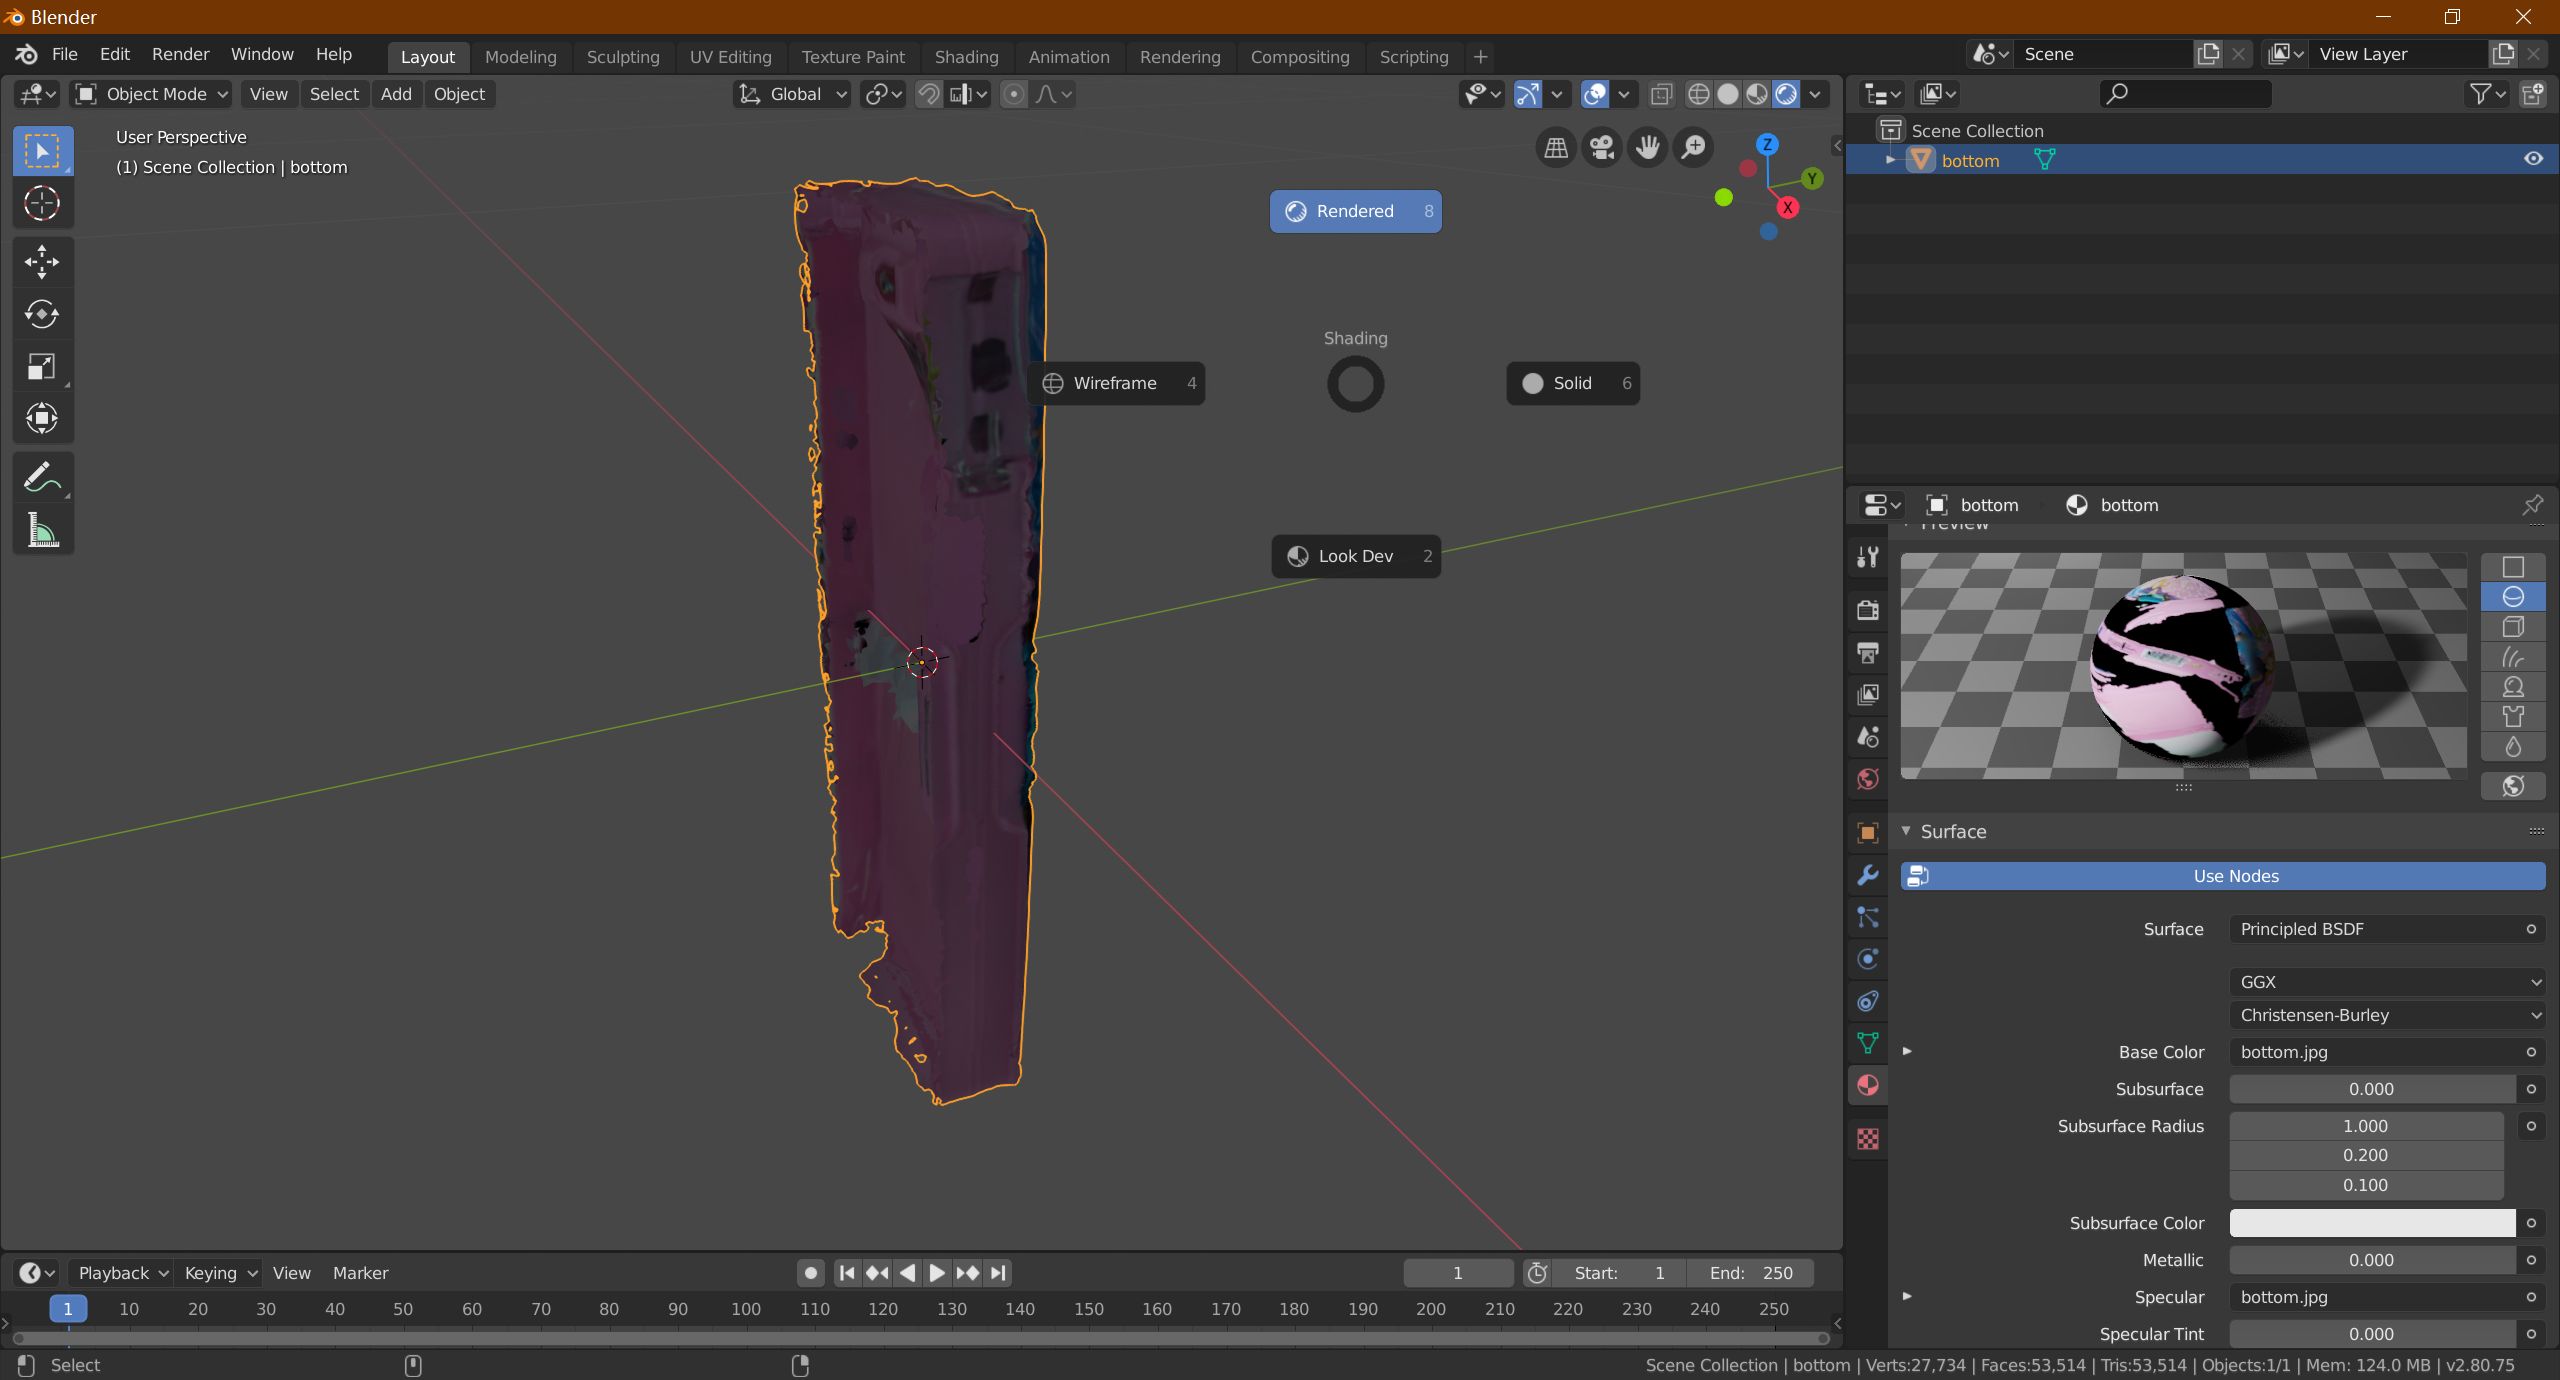 Blender
File Edit Render Window Help Layout Modeling Sculpting UV Editing Texture Paint Shading Animation Rendering Compositing Scripting + Scene View Layer
Object Mode View Select Add Object Global
User Perspective
(1) Scene Collection | bottom
Z
Y
X
Rendered 8
Shading
Wireframe 4
Solid 6
Look Dev 2
Scene Collection
bottom
bottom bottom
Preview
Surface
Use Nodes
Surface Principled BSDF
GGX
Christensen-Burley
Base Color bottom.jpg
Subsurface 0.000
Subsurface Radius 1.000
0.200
0.100
Subsurface Color
Metallic 0.000
Specular bottom.jpg
Specular Tint 0.000
Playback Keying View Marker 1 Start: 1 End: 250
1 10 20 30 40 50 60 70 80 90 100 110 120 130 140 150 160 170 180 190 200 210 220 230 240 250
Select
Scene Collection | bottom | Verts:27,734 | Faces:53,514 | Tris:53,514 | Objects:1/1 | Mem: 124.0 MB | v2.80.75